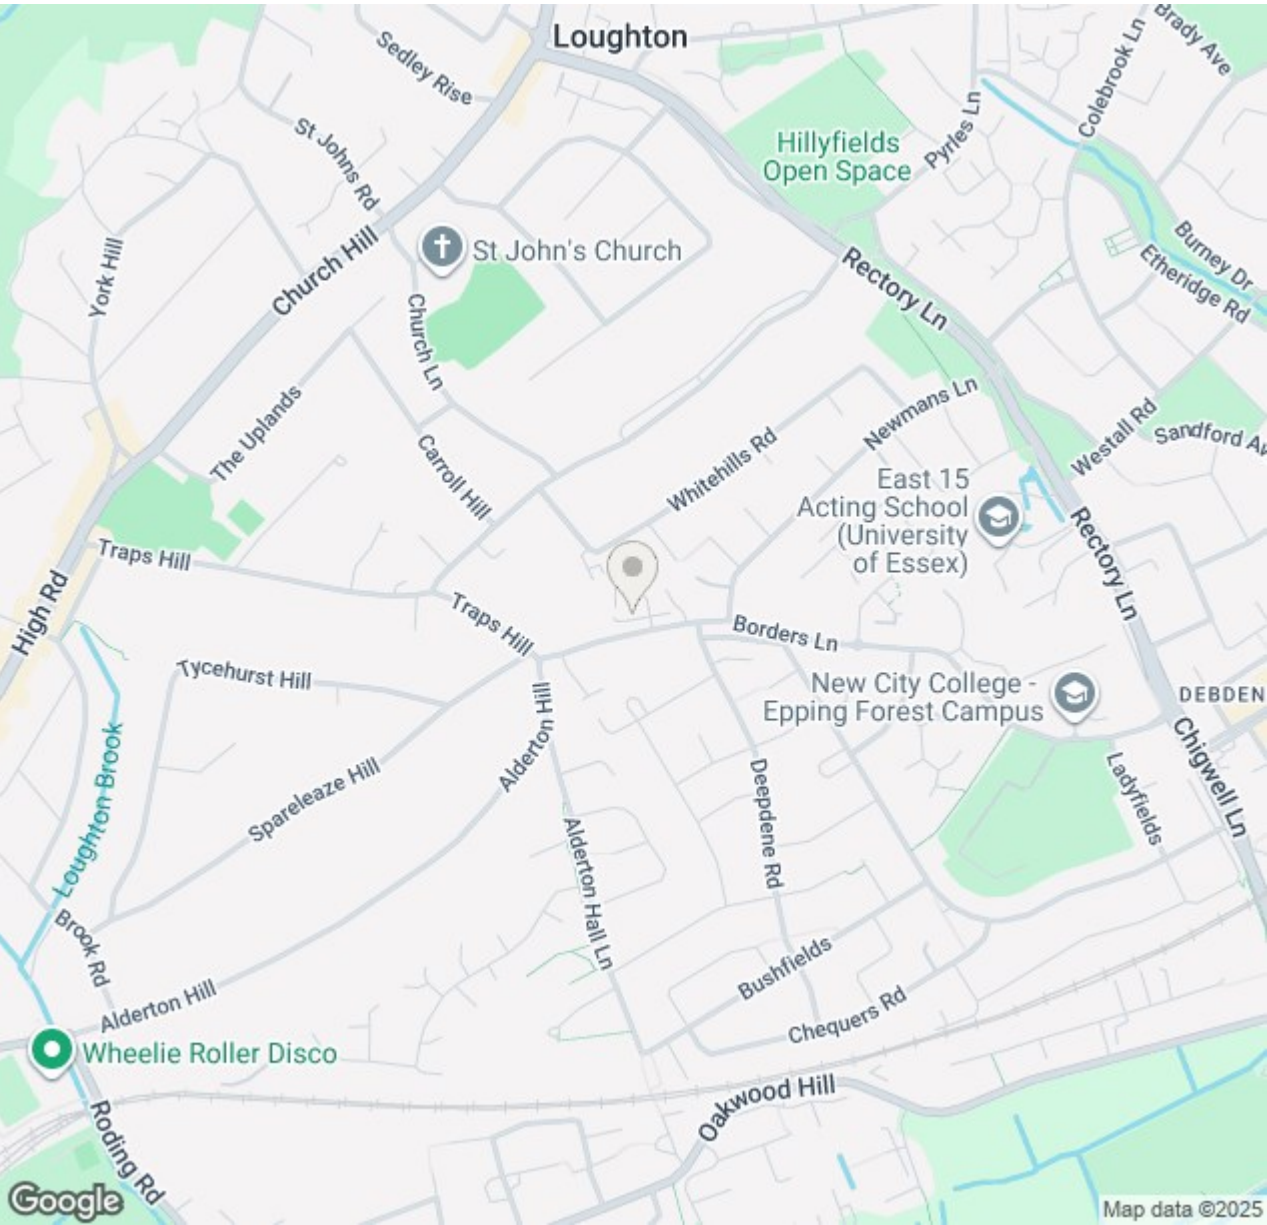 Loughton
Sedley Rise
Brady Ave
Colebrook Ln
Pyrles Ln
Hillyfields
Open Space
St Johns Rd
St John's Church
Church Hill
York Hill
Burney Dr
Etheridge Rd
Rectory Ln
Church Ln
The Uplands
Newmans Ln
Carroll Hill
Whitehills Rd
Westall Rd
Sandford Av
East 15
Acting School
(University
of Essex)
Rectory Ln
Traps Hill
High Rd
Traps Hill
Borders Ln
Tycehurst Hill
Alderton Hill
New City College -
Epping Forest Campus
DEBDEN
Loughton Brook
Spareleaze Hill
Deepdene Rd
Ladyfields
Chigwell Ln
Alderton Hall Ln
Brook Rd
Bushfields
Alderton Hill
Chequers Rd
Wheelie Roller Disco
Oakwood Hill
Roding Rd
Google
Map data ©2025